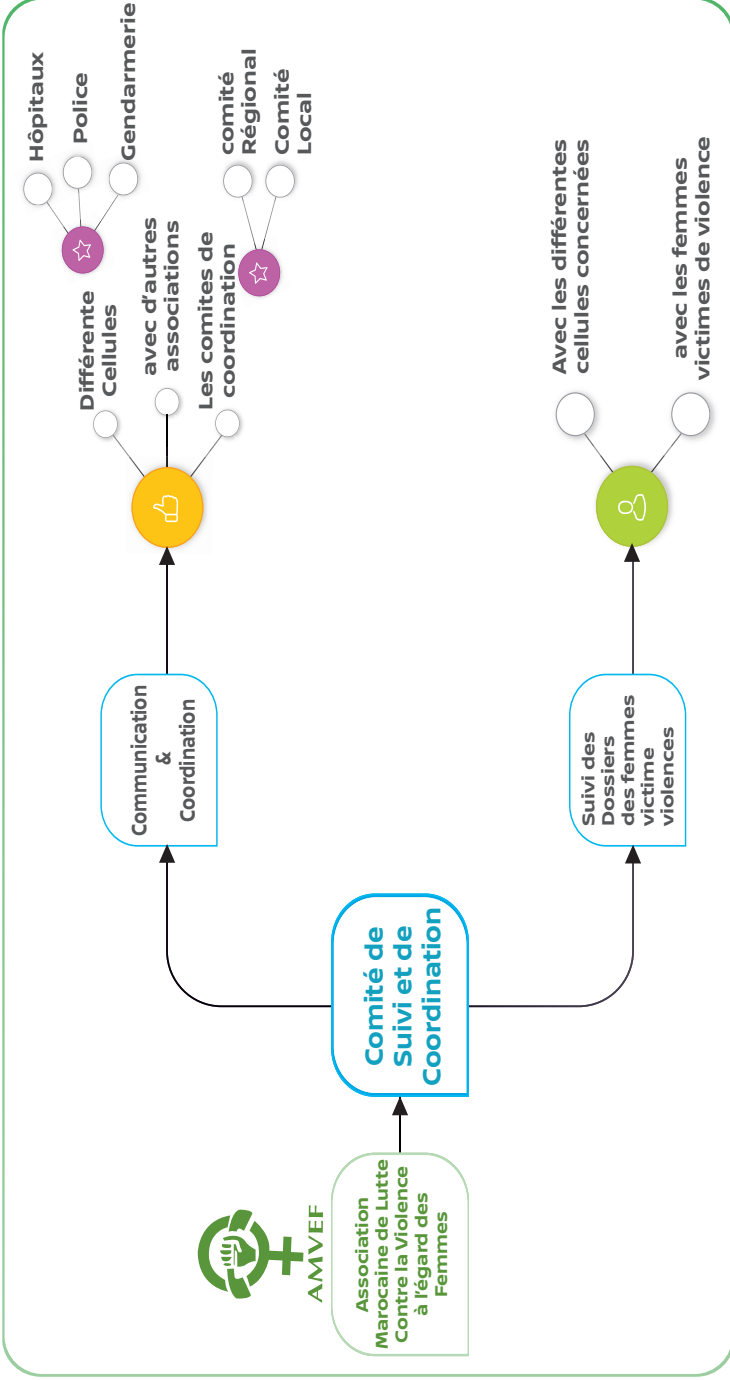 AMVEF
Association
Marocaine de Lutte
Contre la Violence
à l'égard des
Femmes
Comité de
Suivi et de
Coordination
Communication
&
Coordination
Différente
Cellules
Hôpitaux
Police
Gendarmerie
avec d'autres
associations
Les comites de
coordination
comité
Régional
Comité
Local
Suivi des
Dossiers
des femmes
victime
violences
Avec les différentes
cellules concernées
avec les femmes
victimes de violence